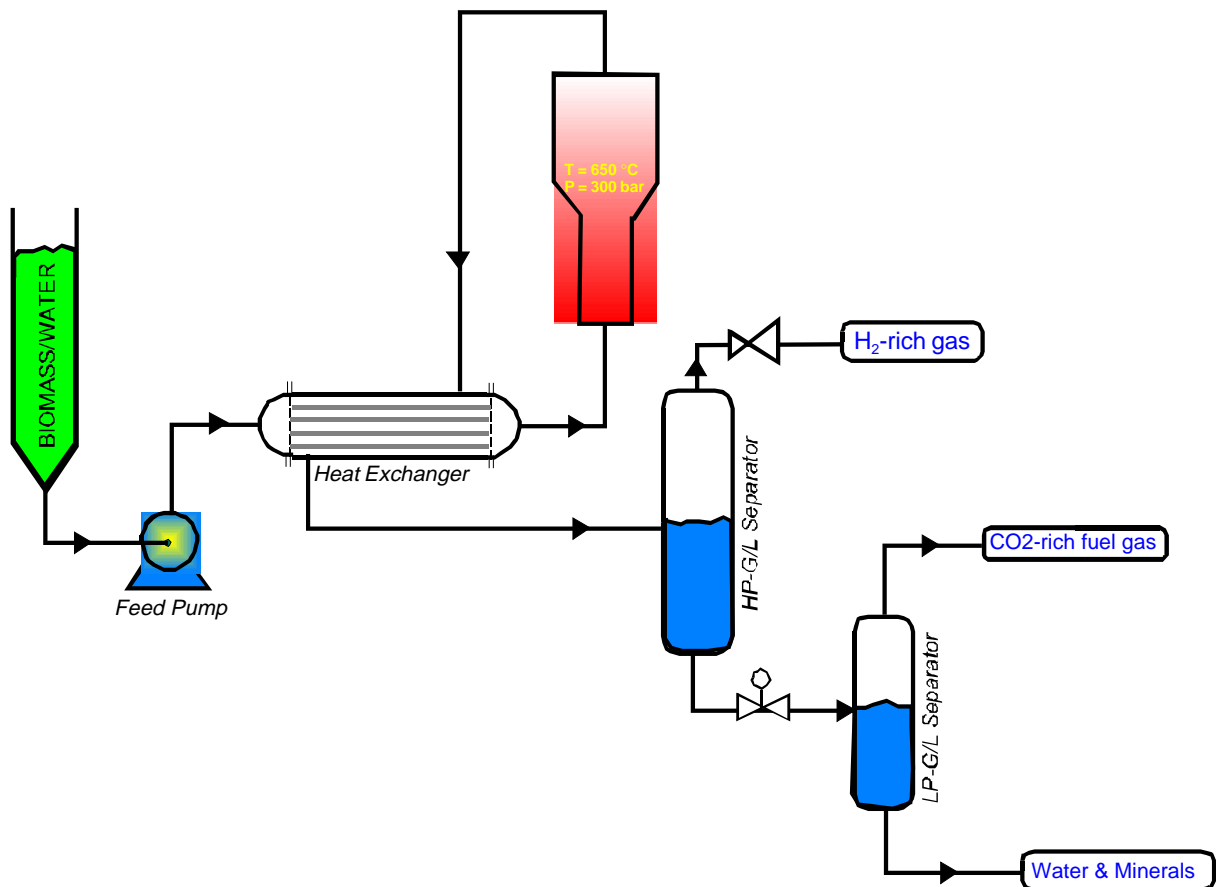 T = 650 °C
P = 300 bar
BIOMASS/WATER
H₂-rich gas
Heat Exchanger
HP-G/L Separator
CO2-rich fuel gas
Feed Pump
LP-G/L Separator
Water & Minerals